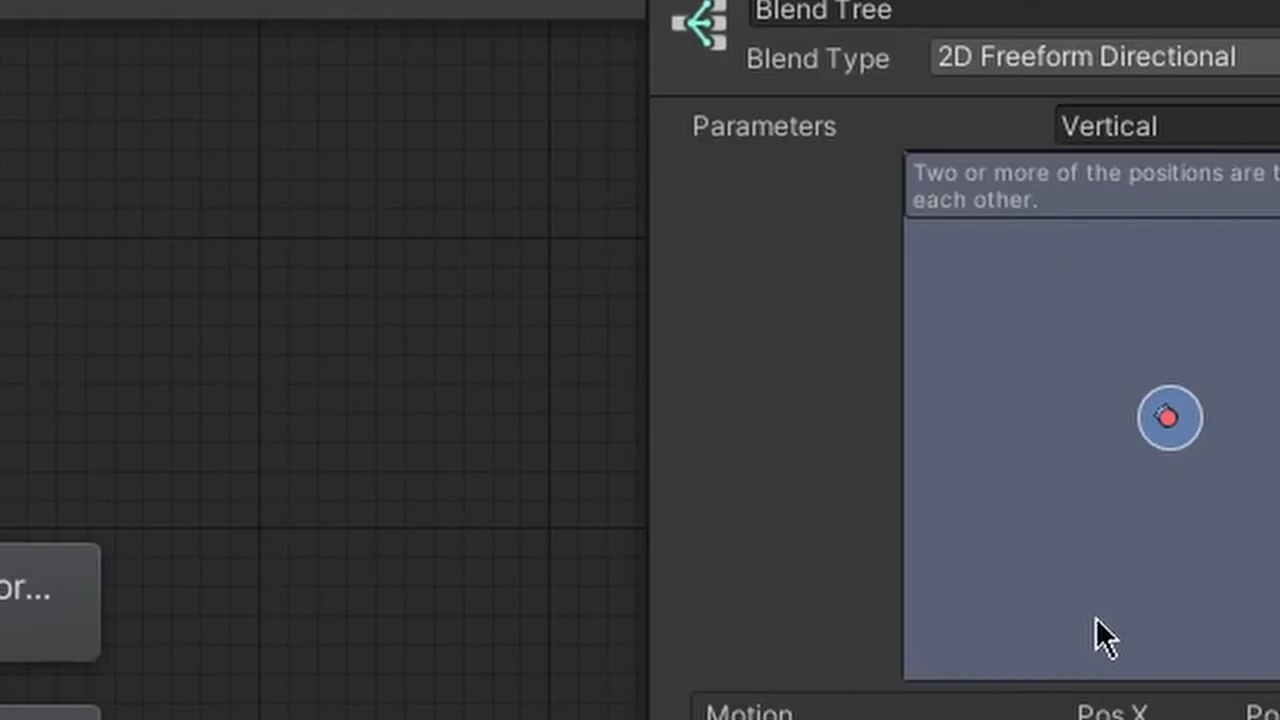 Blend Tree
Blend Type
2D Freeform Directional
Parameters
Vertical
Two or more of the positions are t
each other.
or...
Motion
Pos X
Po